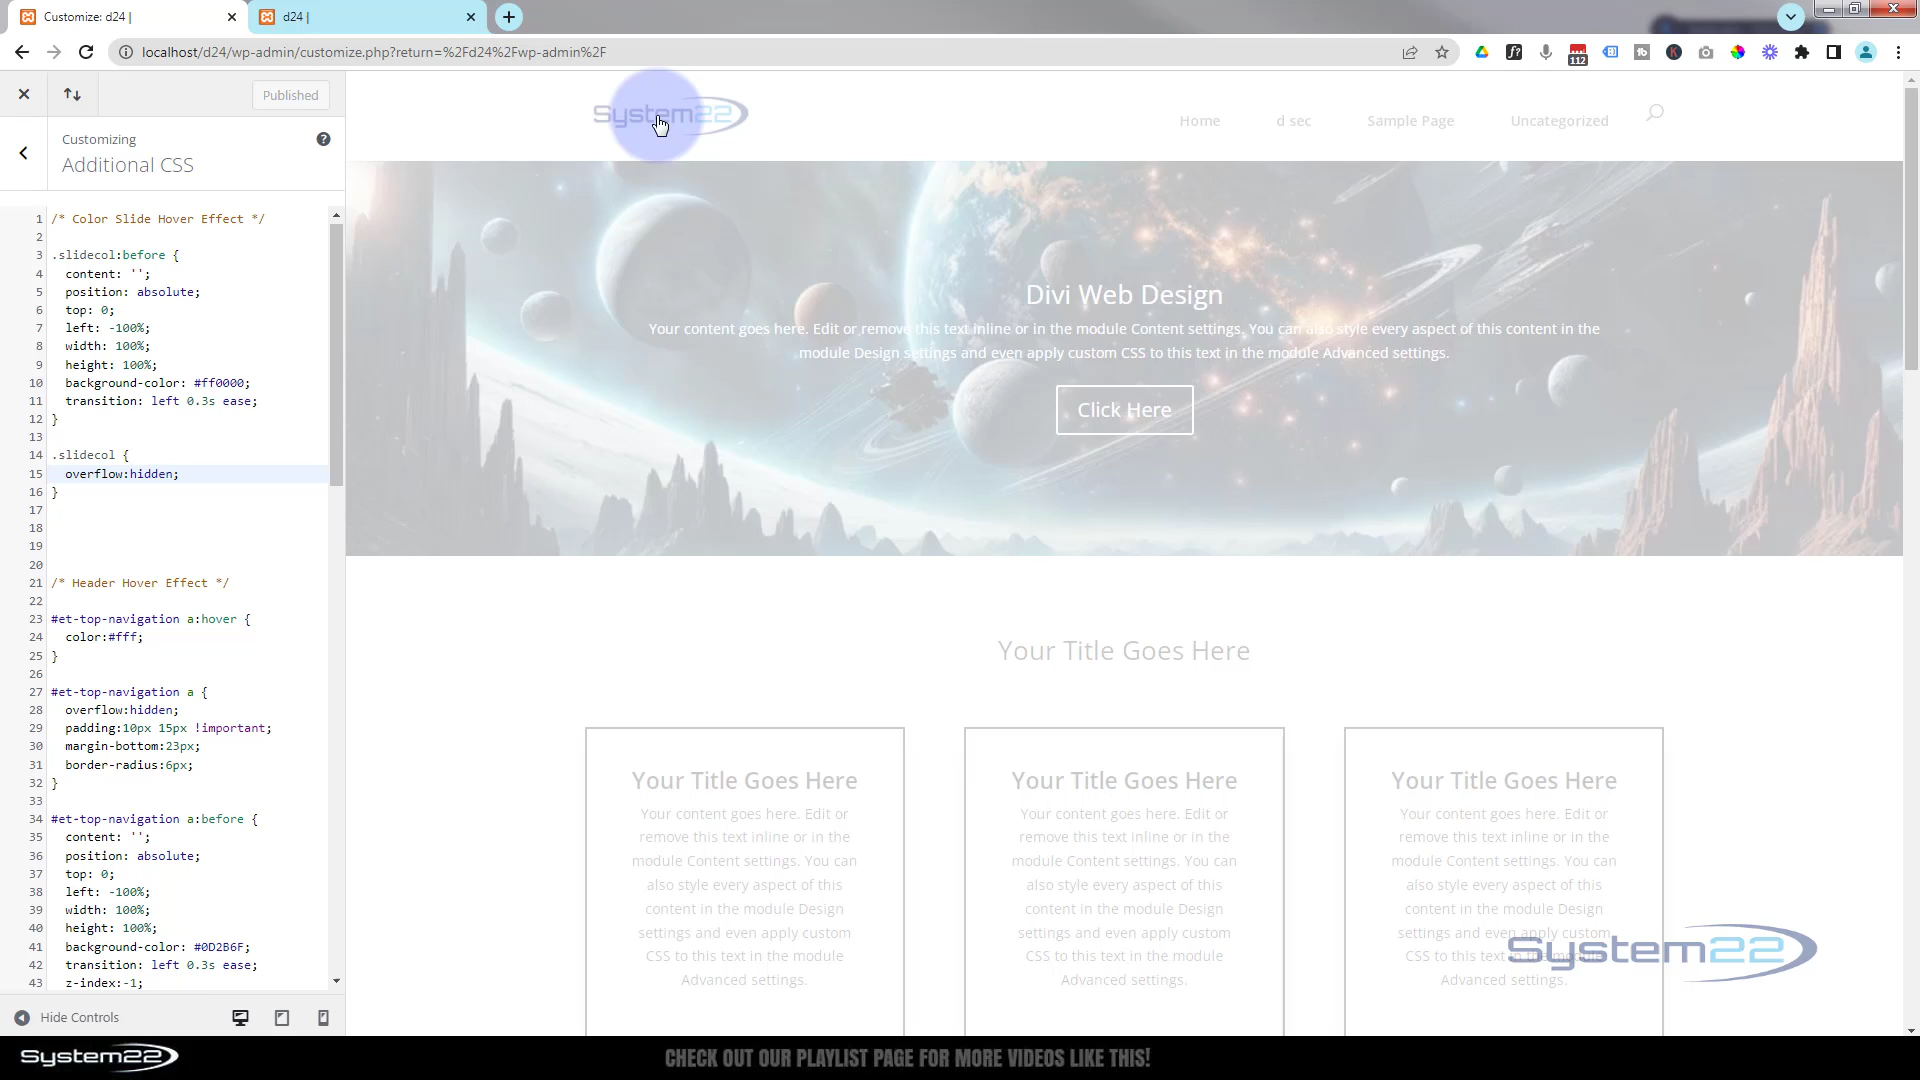 Customize: d24 |
d24 |
localhost/d24/wp-admin/customize.php?return=%2Fd24%2Fwp-admin%2F
f?
112
tb
K
Published
Customizing
Additional CSS
System22
Home
d sec
Sample Page
Uncategorized
1 /* Color Slide Hover Effect */
2
3 .slidecol:before {
4 content: '';
5 position: absolute;
6 top: 0;
7 left: -100%;
8 width: 100%;
9 height: 100%;
10 background-color: #ff0000;
11 transition: left 0.3s ease;
12 }
13
14 .slidecol {
15 overflow:hidden;
16 }
17
18
19
20
21 /* Header Hover Effect */
22
23 #et-top-navigation a:hover {
24 color:#fff;
25 }
26
27 #et-top-navigation a {
28 overflow:hidden;
29 padding:10px 15px !important;
30 margin-bottom:23px;
31 border-radius:6px;
32 }
33
34 #et-top-navigation a:before {
35 content: '';
36 position: absolute;
37 top: 0;
38 left: -100%;
39 width: 100%;
40 height: 100%;
41 background-color: #0D2B6F;
42 transition: left 0.3s ease;
43 z-index:-1;
Hide Controls
Divi Web Design
Your content goes here. Edit or remove this text inline or in the module Content settings. You can also style every aspect of this content in the
module Design settings and even apply custom CSS to this text in the module Advanced settings.
Click Here
Your Title Goes Here
Your Title Goes Here
Your content goes here. Edit or
remove this text inline or in the
module Content settings. You can
also style every aspect of this
content in the module Design
settings and even apply custom
CSS to this text in the module
Advanced settings.
Your Title Goes Here
Your content goes here. Edit or
remove this text inline or in the
module Content settings. You can
also style every aspect of this
content in the module Design
settings and even apply custom
CSS to this text in the module
Advanced settings.
Your Title Goes Here
Your content goes here. Edit or
remove this text inline or in the
module Content settings. You can
also style every aspect of this
content in the module Design
settings and even apply custom
CSS to this text in the module
Advanced settings.
System22
System22
CHECK OUT OUR PLAYLIST PAGE FOR MORE VIDEOS LIKE THIS!